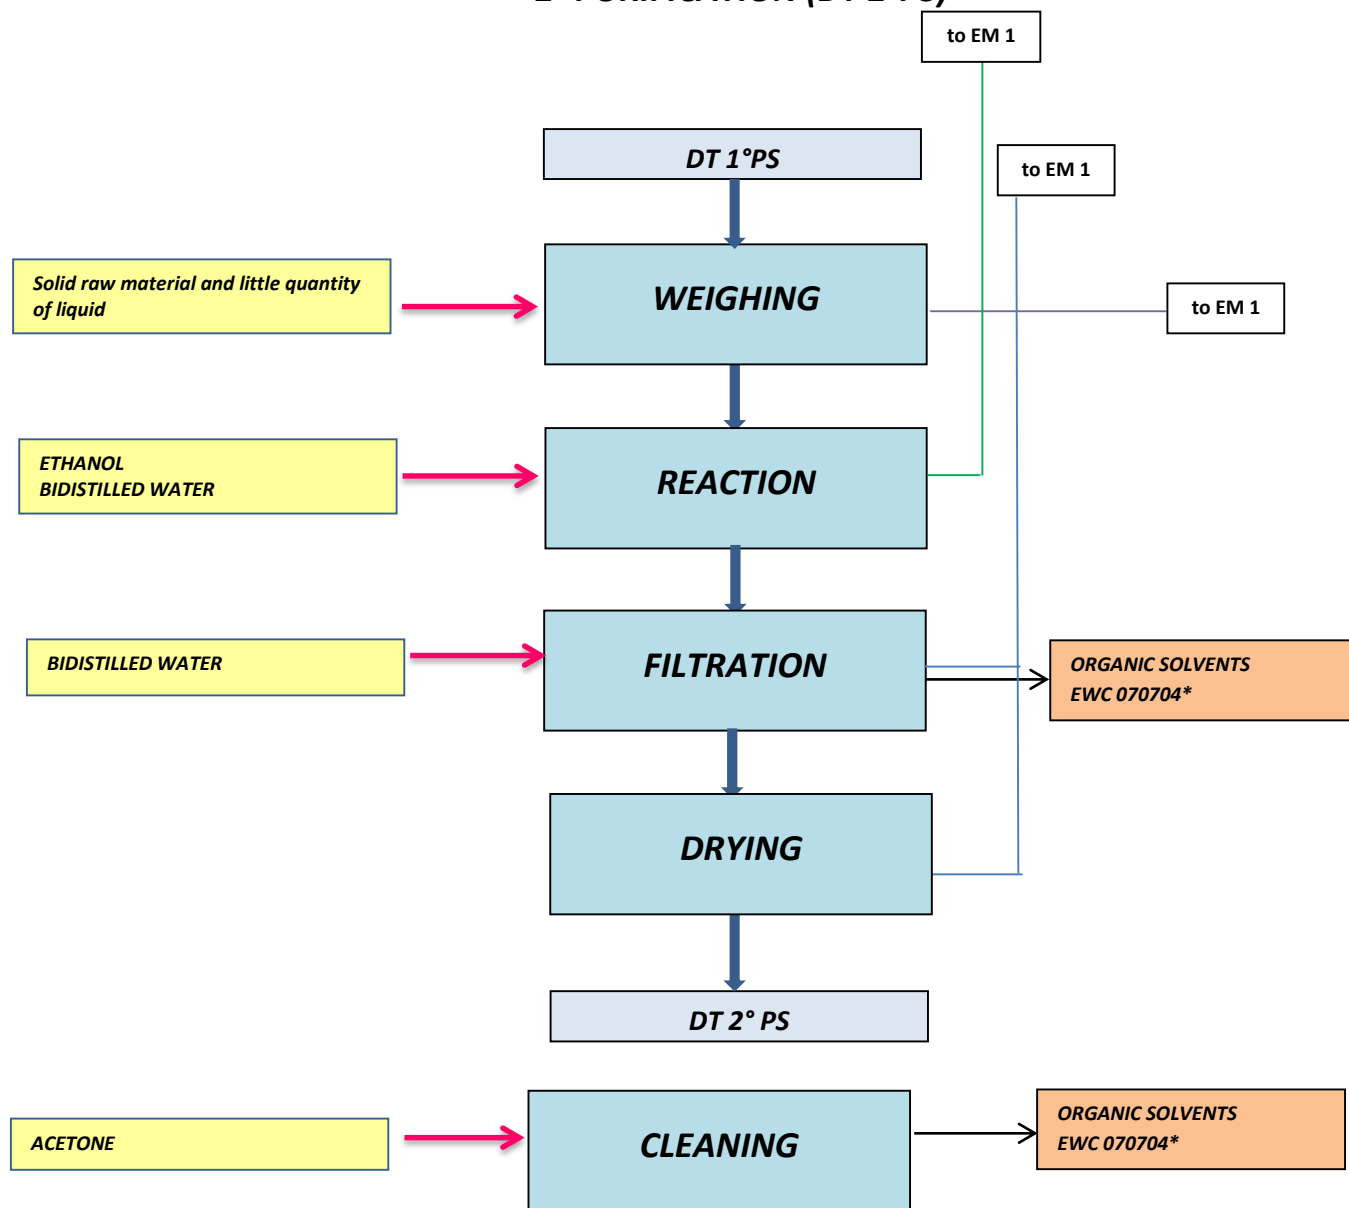 to EM 1
DT 1°PS
to EM 1
Solid raw material and little quantity
of liquid
WEIGHING
to EM 1
ETHANOL
BIDISTILLED WATER
REACTION
BIDISTILLED WATER
FILTRATION
ORGANIC SOLVENTS
EWC 070704*
DRYING
DT 2° PS
ACETONE
CLEANING
ORGANIC SOLVENTS
EWC 070704*